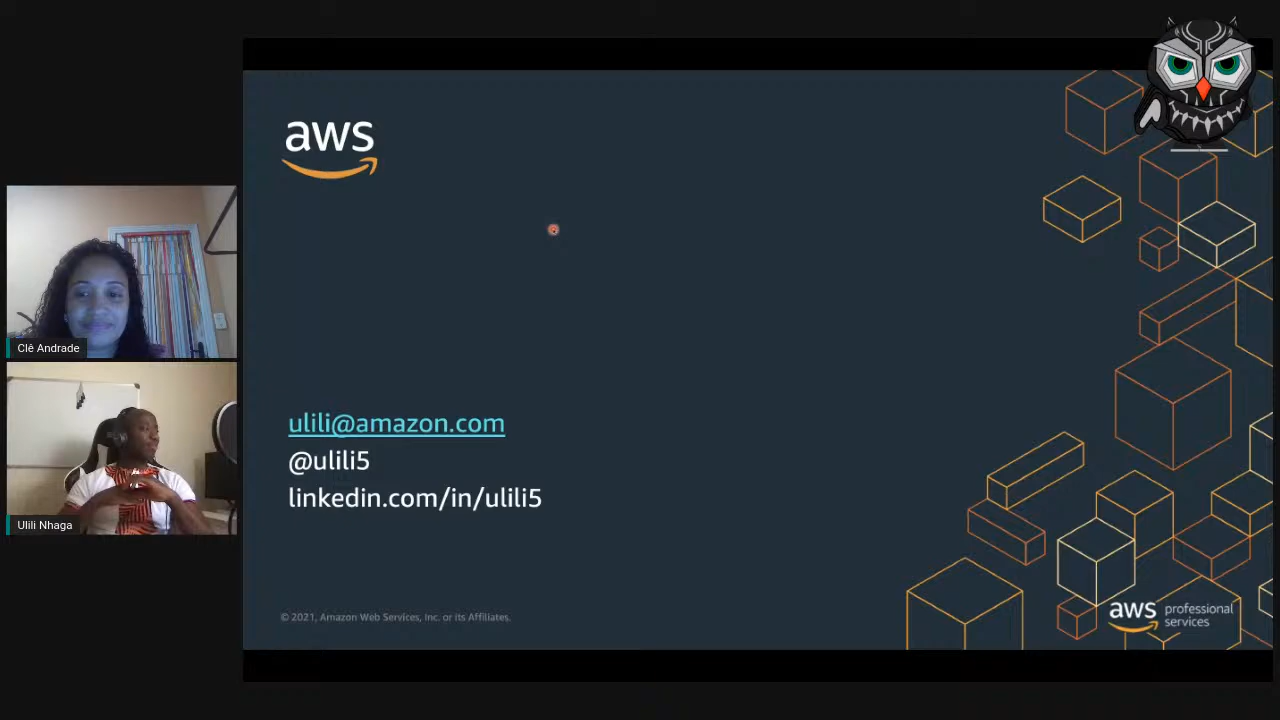 aws
Clê Andrade
Ulili Nhaga
ulili@amazon.com
@ulili5
linkedin.com/in/ulili5
© 2021, Amazon Web Services, Inc. or its Affiliates.
aws professional services